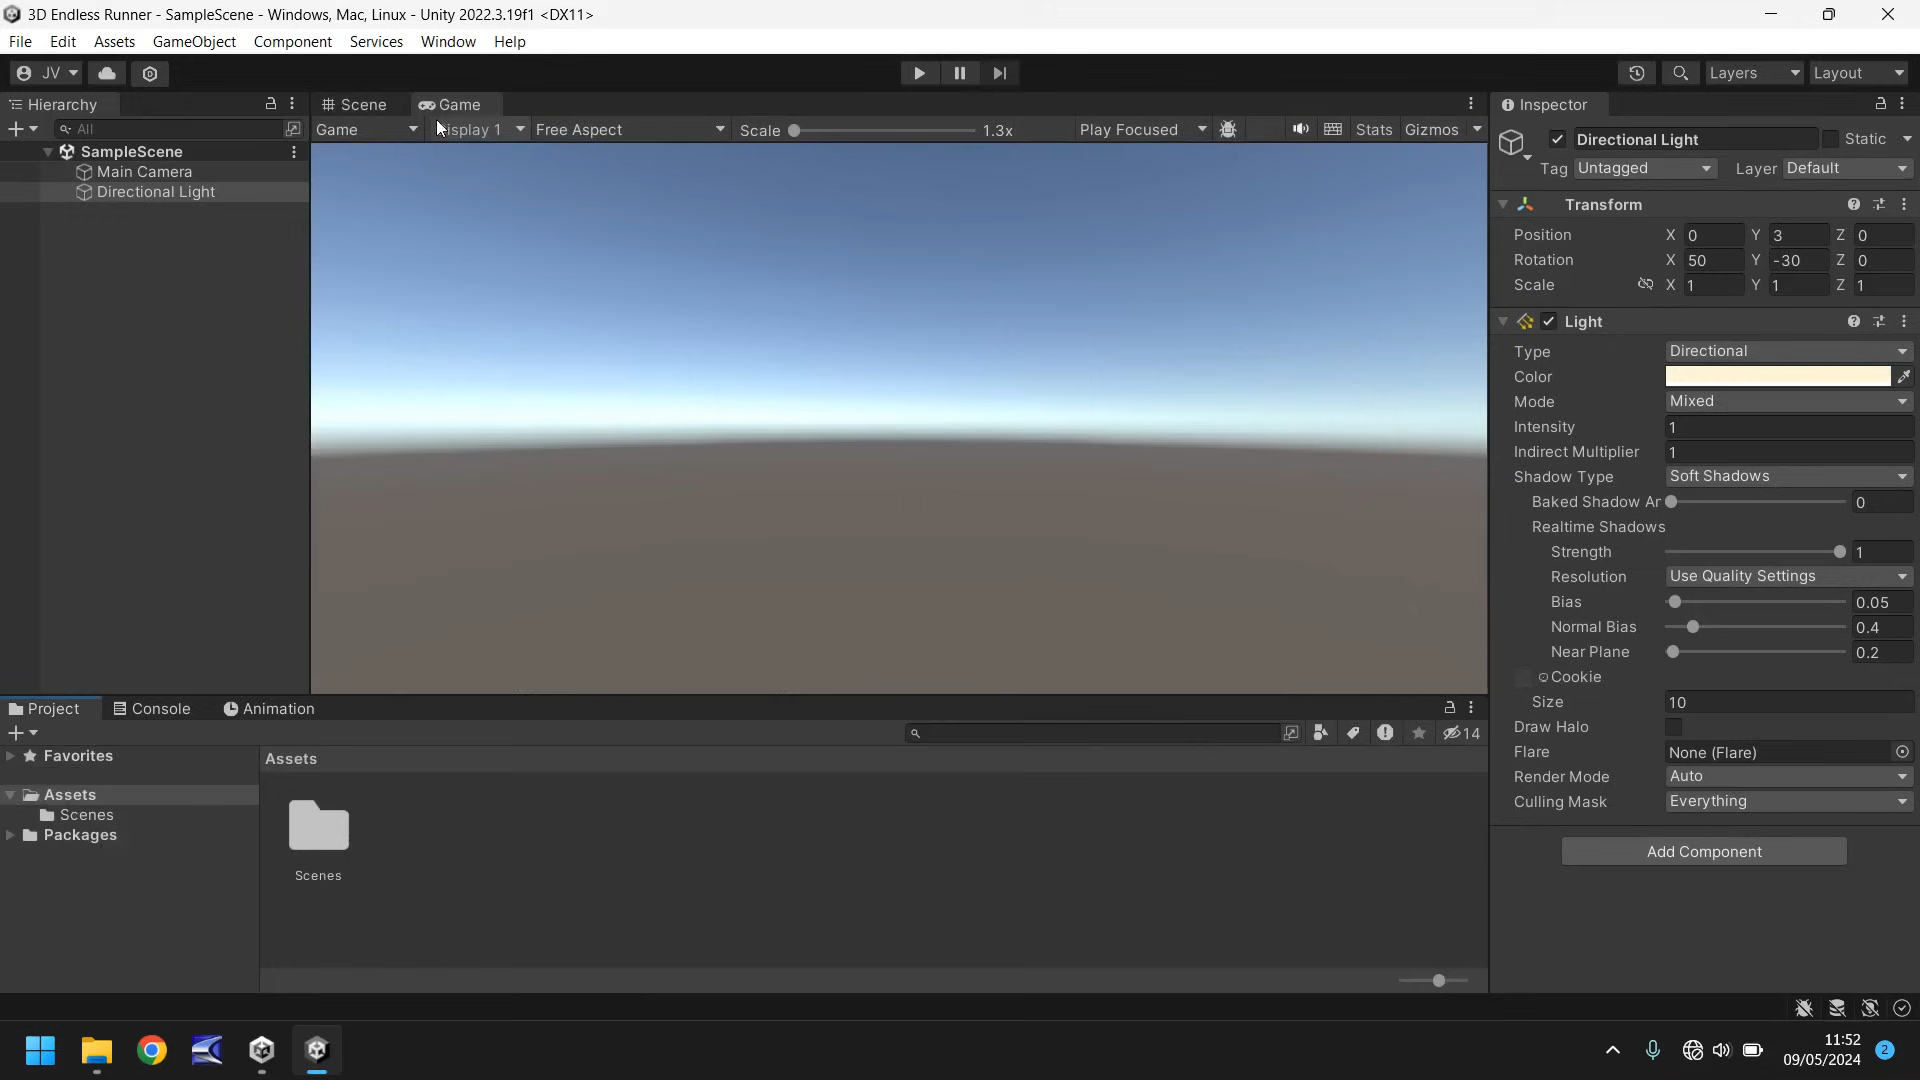 3D Endless Runner - SampleScene - Windows, Mac, Linux - Unity 2022.3.19f1 <DX11>
File Edit Assets GameObject Component Services Window Help
JV Layers Layout
Hierarchy
All
SampleScene
Main Camera
Directional Light
Scene Game
Game Display 1 Free Aspect Scale 1.3x Play Focused Stats Gizmos
Inspector
Directional Light Static
Tag Untagged Layer Default
Transform
Position X 0 Y 3 Z 0
Rotation X 50 Y -30 Z 0
Scale X 1 Y 1 Z 1
Light
Type Directional
Color
Mode Mixed
Intensity 1
Indirect Multiplier 1
Shadow Type Soft Shadows
Baked Shadow Ar 0
Realtime Shadows
Strength 1
Resolution Use Quality Settings
Bias 0.05
Normal Bias 0.4
Near Plane 0.2
Cookie
Size 10
Draw Halo
Flare None (Flare)
Render Mode Auto
Culling Mask Everything
Add Component
Project Console Animation
14
Favorites
Assets
Scenes
Packages
Assets
Scenes
11:52
09/05/2024
2